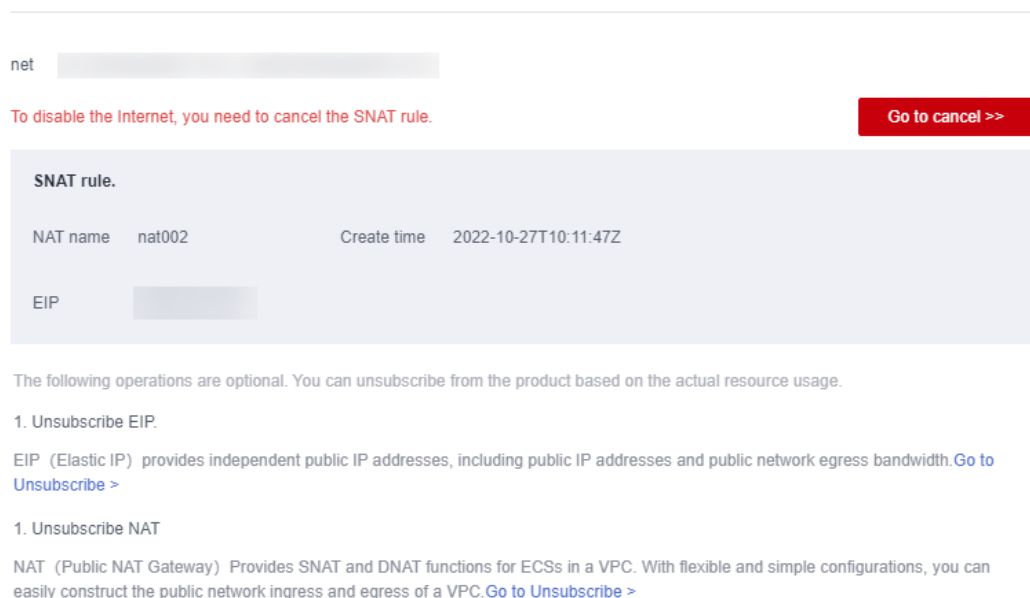 net
To disable the Internet, you need to cancel the SNAT rule.
Go to cancel >>
SNAT rule.
NAT name nat002 Create time 2022-10-27T10:11:47Z
EIP
The following operations are optional. You can unsubscribe from the product based on the actual resource usage.
1. Unsubscribe EIP.
EIP（Elastic IP）provides independent public IP addresses, including public IP addresses and public network egress bandwidth.Go to
Unsubscribe >
1. Unsubscribe NAT
NAT（Public NAT Gateway）Provides SNAT and DNAT functions for ECSs in a VPC. With flexible and simple configurations, you can
easily construct the public network ingress and egress of a VPC.Go to Unsubscribe >